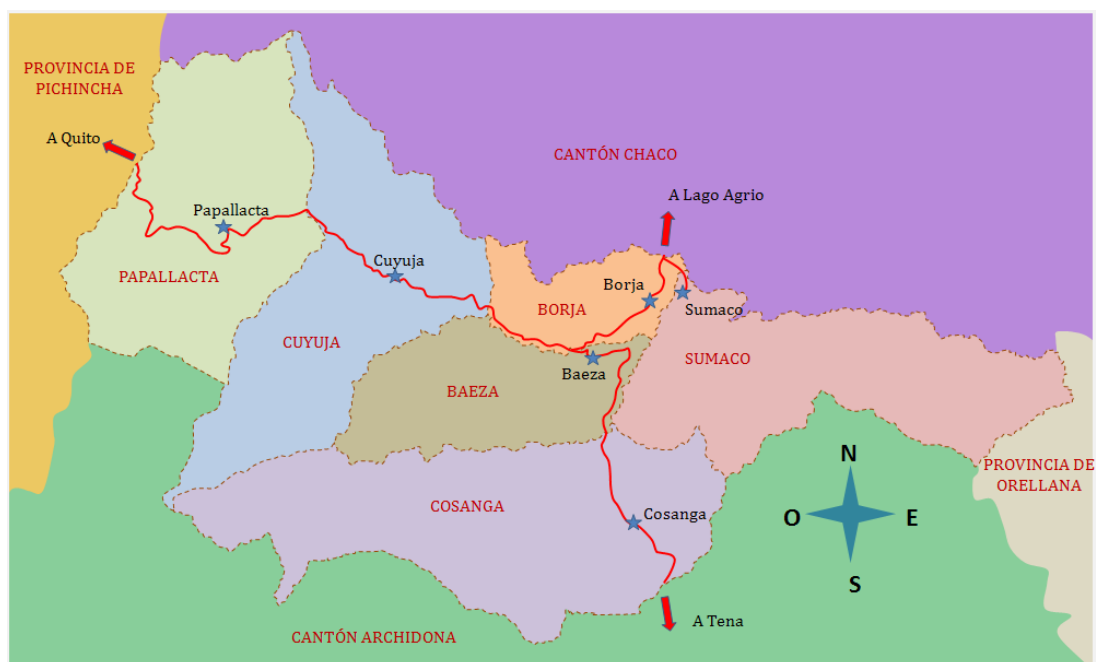 PROVINCIA DE
PICHINCHA
A Quito
CANTÓN CHACO
A Lago Agrio
Papallacta
PAPALLACTA
Cuyuja
Borja
BORJA
Sumaco
CUYUJA
SUMACO
Baeza
BAEZA
N
PROVINCIA DE
ORELLANA
COSANGA
Cosanga
O
E
S
A Tena
CANTÓN ARCHIDONA